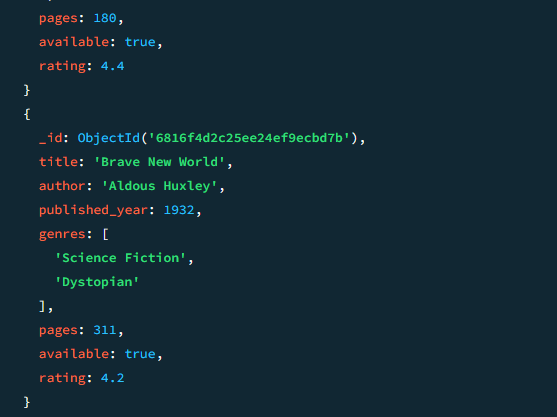 pages: 180,
available: true,
rating: 4.4
}
{
_id: ObjectId('6816f4d2c25ee24ef9ecbd7b'),
title: 'Brave New World',
author: 'Aldous Huxley',
published_year: 1932,
genres: [
'Science Fiction',
'Dystopian'
],
pages: 311,
available: true,
rating: 4.2
}